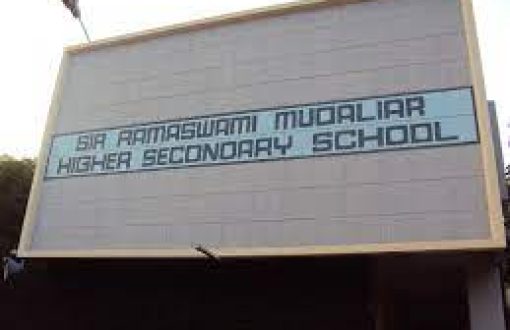 SIR RAMASWAMI MUDALIAR
HIGHER SECONDARY SCHOOL